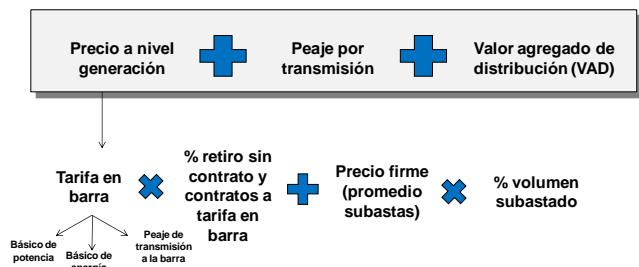 Precio a nivel
generación
Peaje por
transmisión
Valor agregado de
distribución (VAD)
Tarifa en
barra
% retiro sin
contrato y
contratos a
tarifa en
barra
Precio firme
(promedio
subastas)
% volumen
subastado
Básico de
potencia
Básico de
energía
Peaje de
transmisión
a la barra